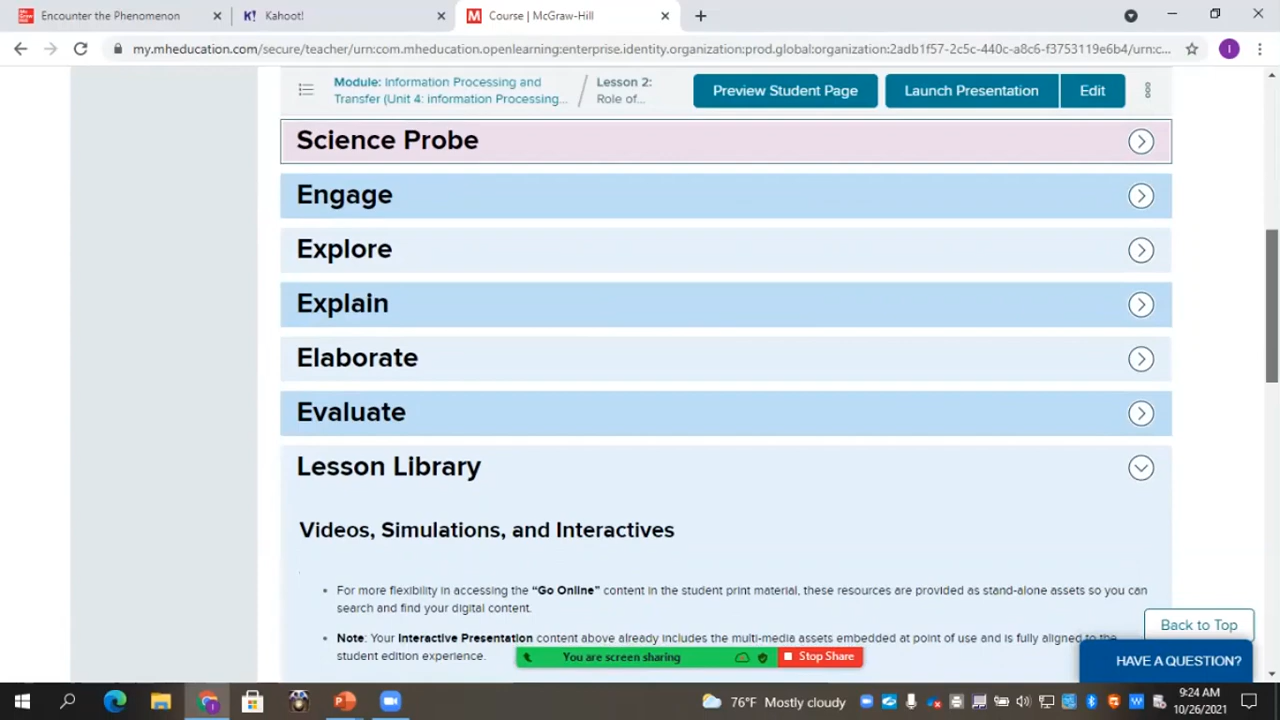 Encounter the Phenomenon
K! Kahoot!
M Course | McGraw-Hill
my.mheducation.com/secure/teacher/urn:com.mheducation.openlearning:enterprise.identity.organization:prod.global:organization:2adb1f57-2c5c-440c-a8c6-f3753119e6b4/urn:c...
I
Module: Information Processing and
Transfer (Unit 4: information Processing...
Lesson 2:
Role of...
Preview Student Page
Launch Presentation
Edit
Science Probe
Engage
Explore
Explain
Elaborate
Evaluate
Lesson Library
Videos, Simulations, and Interactives
For more flexibility in accessing the “Go Online” content in the student print material, these resources are provided as stand-alone assets so you can
search and find your digital content.
Note: Your Interactive Presentation content above already includes the multi-media assets embedded at point of use and is fully aligned to the
student edition experience.
Back to Top
You are screen sharing
Stop Share
HAVE A QUESTION?
76°F Mostly cloudy
9:24 AM
10/26/2021